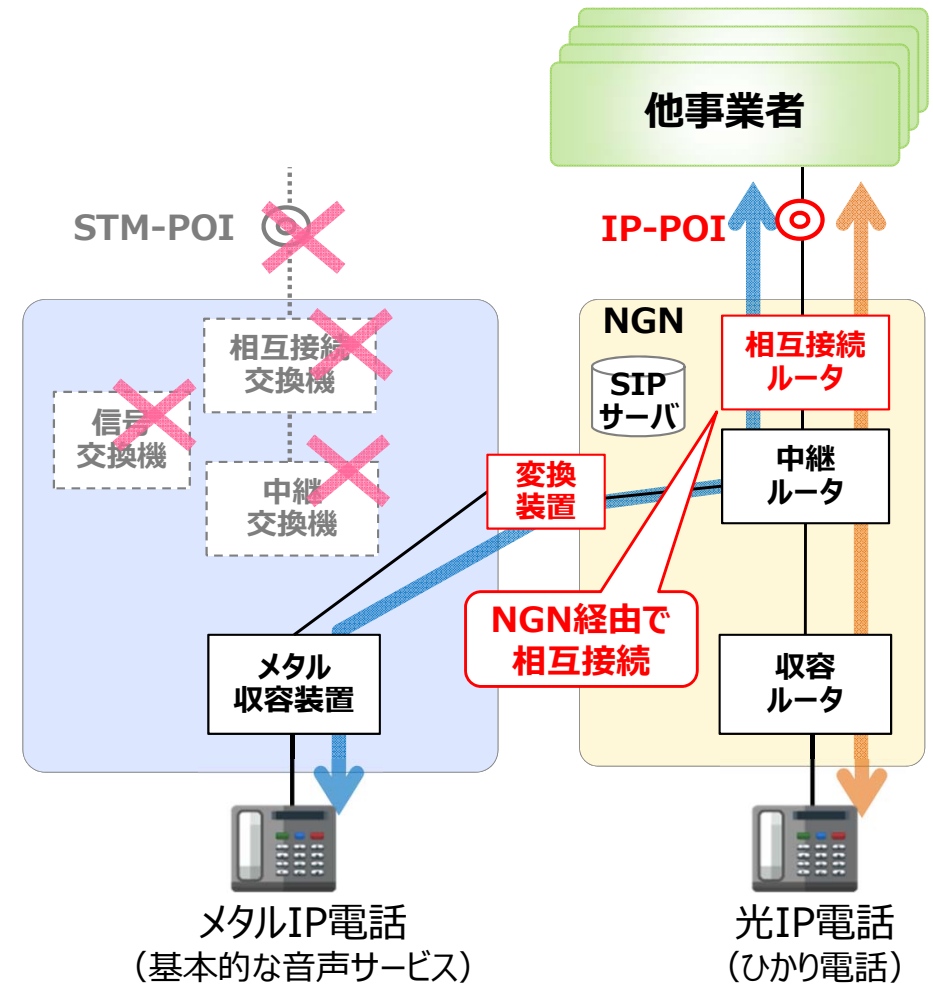 他事業者
STM-POI
IP-POI
相互接続
交換機
信号
交換機
中継
交換機
NGN
SIP
サーバ
相互接続
ルータ
変換
装置
中継
ルータ
NGN経由で
相互接続
メタル
収容装置
収容
ルータ
メタルIP電話
（基本的な音声サービス）
光IP電話
（ひかり電話）